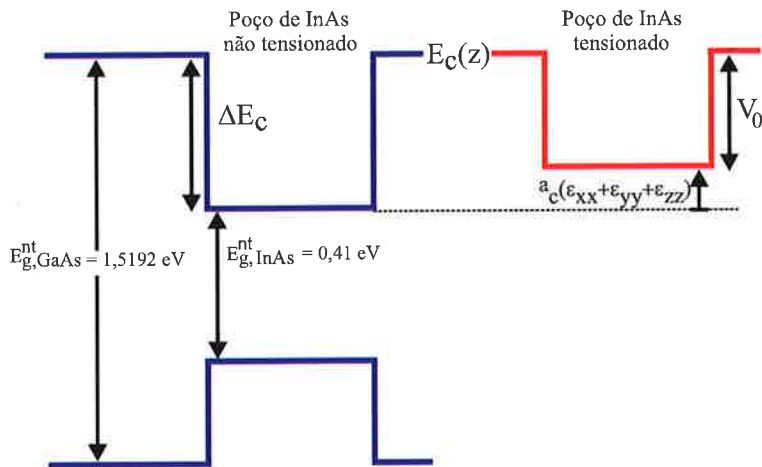 Poço de InAs
não tensionado
Poço de InAs
tensionado
E_c(z)
ΔE_c
V_0
a_c(ε_xx+ε_yy+ε_zz)
E^nt_g,GaAs = 1,5192 eV
E^nt_g,InAs = 0,41 eV